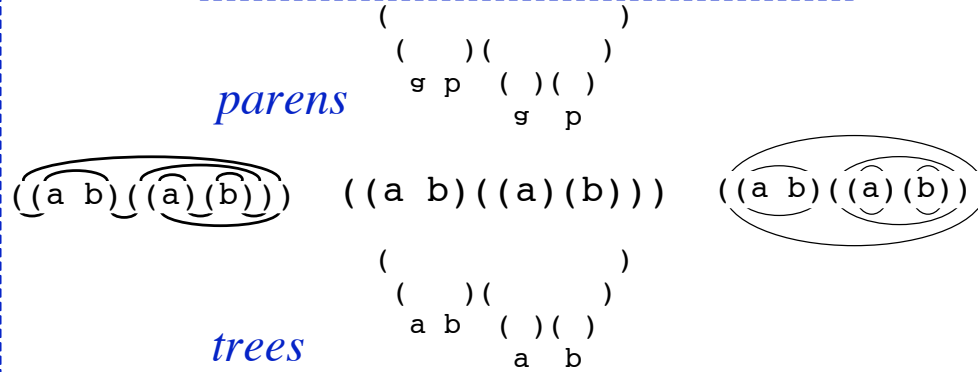 (                    )
(    )(        )
p ( )( )
parens
p
((a b)((a)(b))) ((a b)((a)(b))) ((a b)((a)(b)))
(                    )
(    )(        )
a b ( )( )
trees
a b